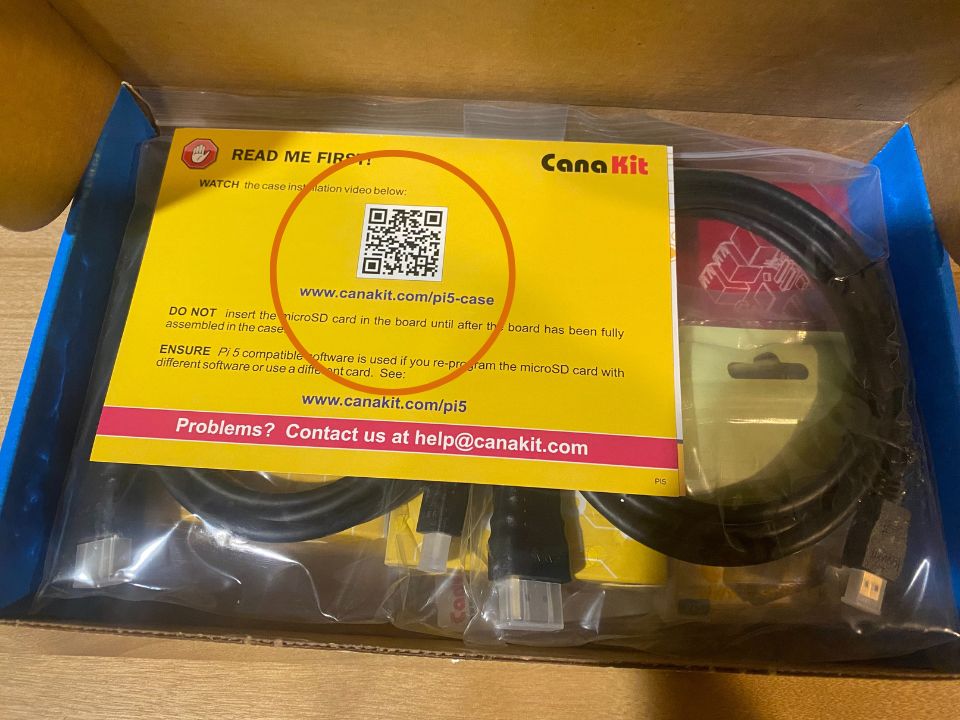 READ ME FIRST!
CanaKit
WATCH the case installation video below:
www.canakit.com/pi5-case
DO NOT insert the microSD card in the board until after the board has been fully
assembled in the case.
ENSURE Pi 5 compatible software is used if you re-program the microSD card with
different software or use a different card. See:
www.canakit.com/pi5
Problems? Contact us at help@canakit.com
PI5